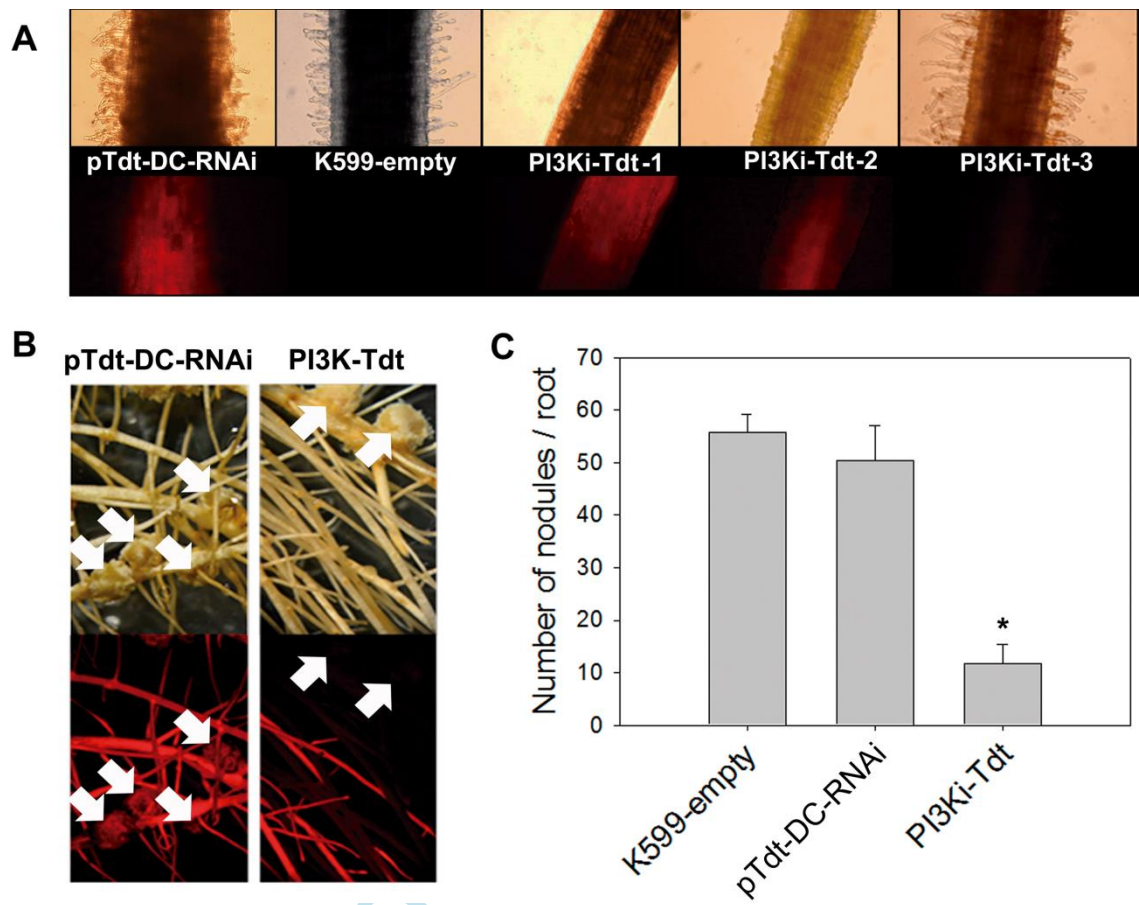 A
pTdt-DC-RNAi K599-empty PI3Ki-Tdt-1 PI3Ki-Tdt-2 PI3Ki-Tdt-3
B
pTdt-DC-RNAi PI3K-Tdt
C
Number of nodules / root
70
60
50
40
30
20
10
0
*
K599-empty
pTdt-DC-RNAi
PI3Ki-Tdt